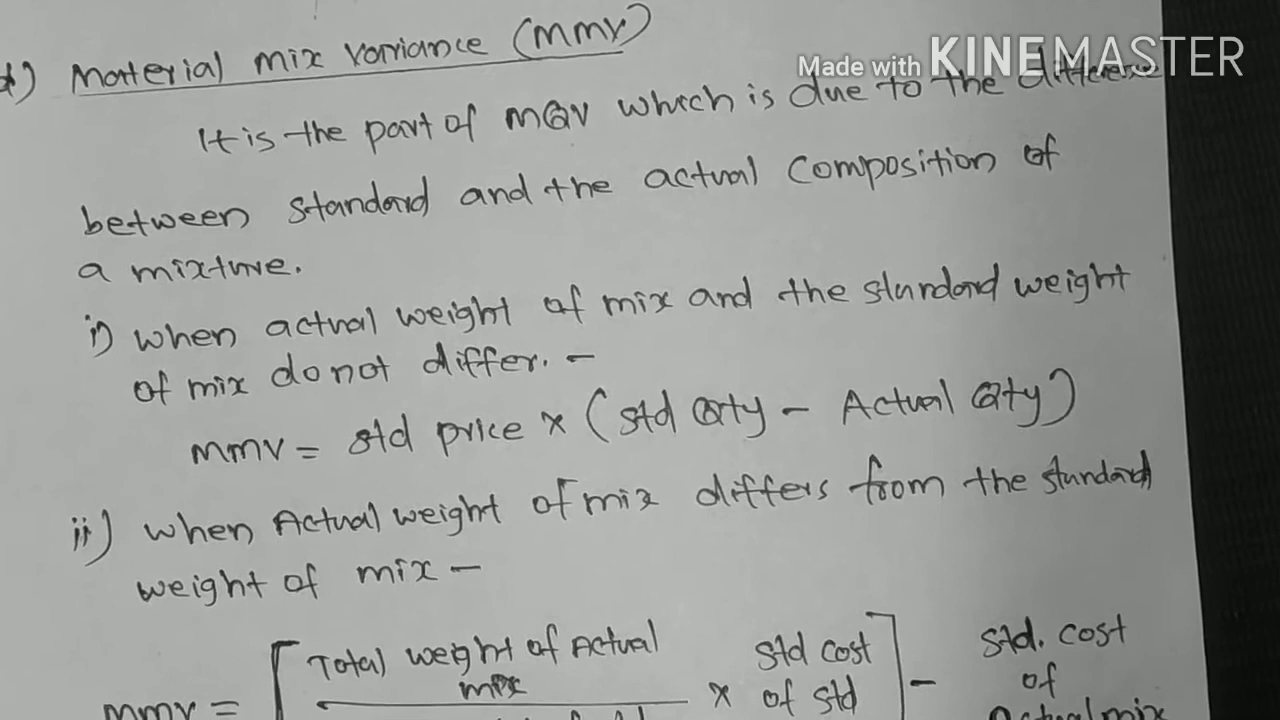 Made with KINEMASTER
Material mix variance (MMV)
It is the part of MQV which is due to the difference
between standard and the actual composition of
a mixture.
i) when actual weight of mix and the standard weight
of mix do not differ. -
MMV = std price x (std Qty - Actual Qty)
ii) when Actual weight of mix differs from the standard
weight of mix -
MMV = [ Total weight of Actual mix x std cost of std ] - std. cost of Actual mix